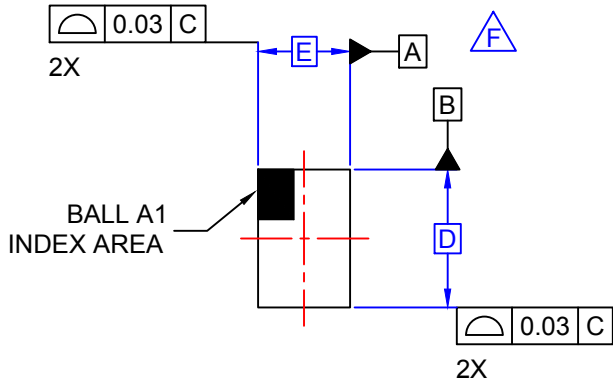 0.03 C
2X
E
A
F
B
BALL A1
INDEX AREA
D
0.03 C
2X